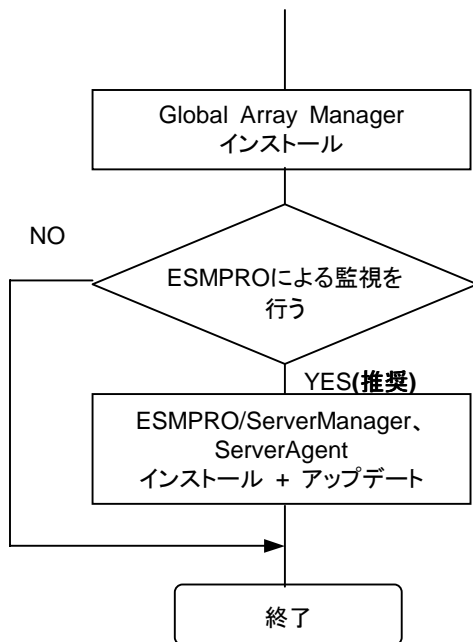 Global Array Manager
インストール
NO
ESMPROによる監視を
行う
YES(推奨)
ESMPRO/ServerManager、
ServerAgent
インストール + アップデート
終了